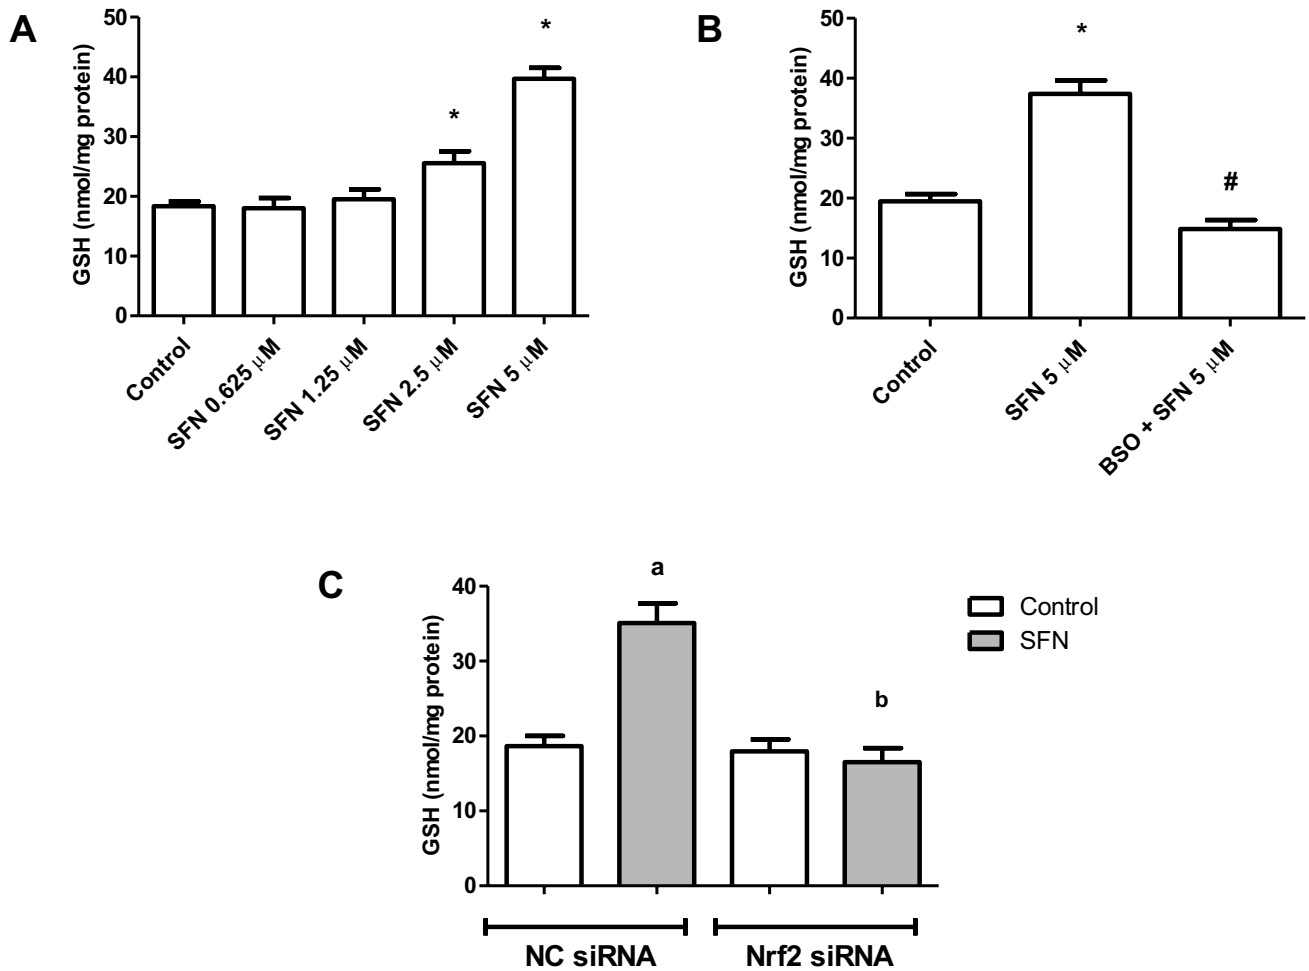 A
GSH (nmol/mg protein)
50
40
30
20
10
0
*
*
Control
SFN 0.625 μM
SFN 1.25 μM
SFN 2.5 μM
SFN 5 μM
B
GSH (nmol/mg protein)
50
40
30
20
10
0
*
#
Control
SFN 5 μM
BSO + SFN 5 μM
C
GSH (nmol/mg protein)
40
30
20
10
0
a
b
Control
SFN
NC siRNA
Nrf2 siRNA